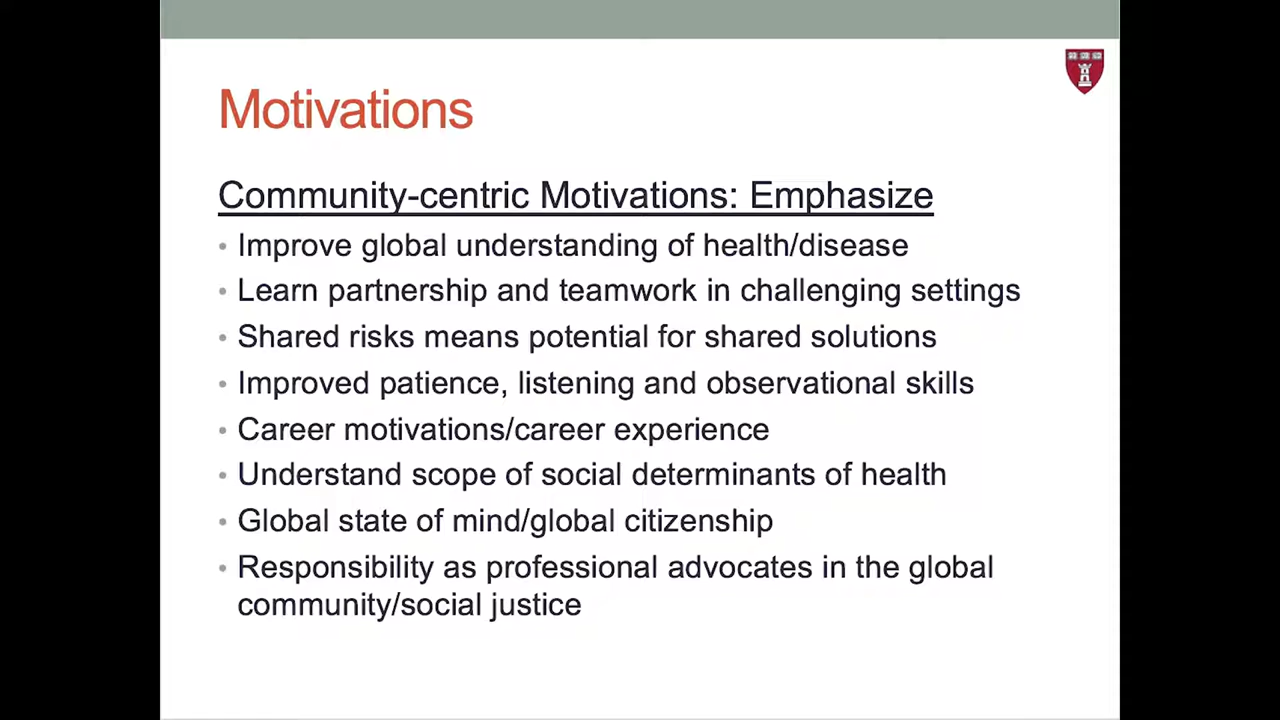 Motivations
Community-centric Motivations: Emphasize
• Improve global understanding of health/disease
• Learn partnership and teamwork in challenging settings
• Shared risks means potential for shared solutions
• Improved patience, listening and observational skills
• Career motivations/career experience
• Understand scope of social determinants of health
• Global state of mind/global citizenship
• Responsibility as professional advocates in the global
community/social justice